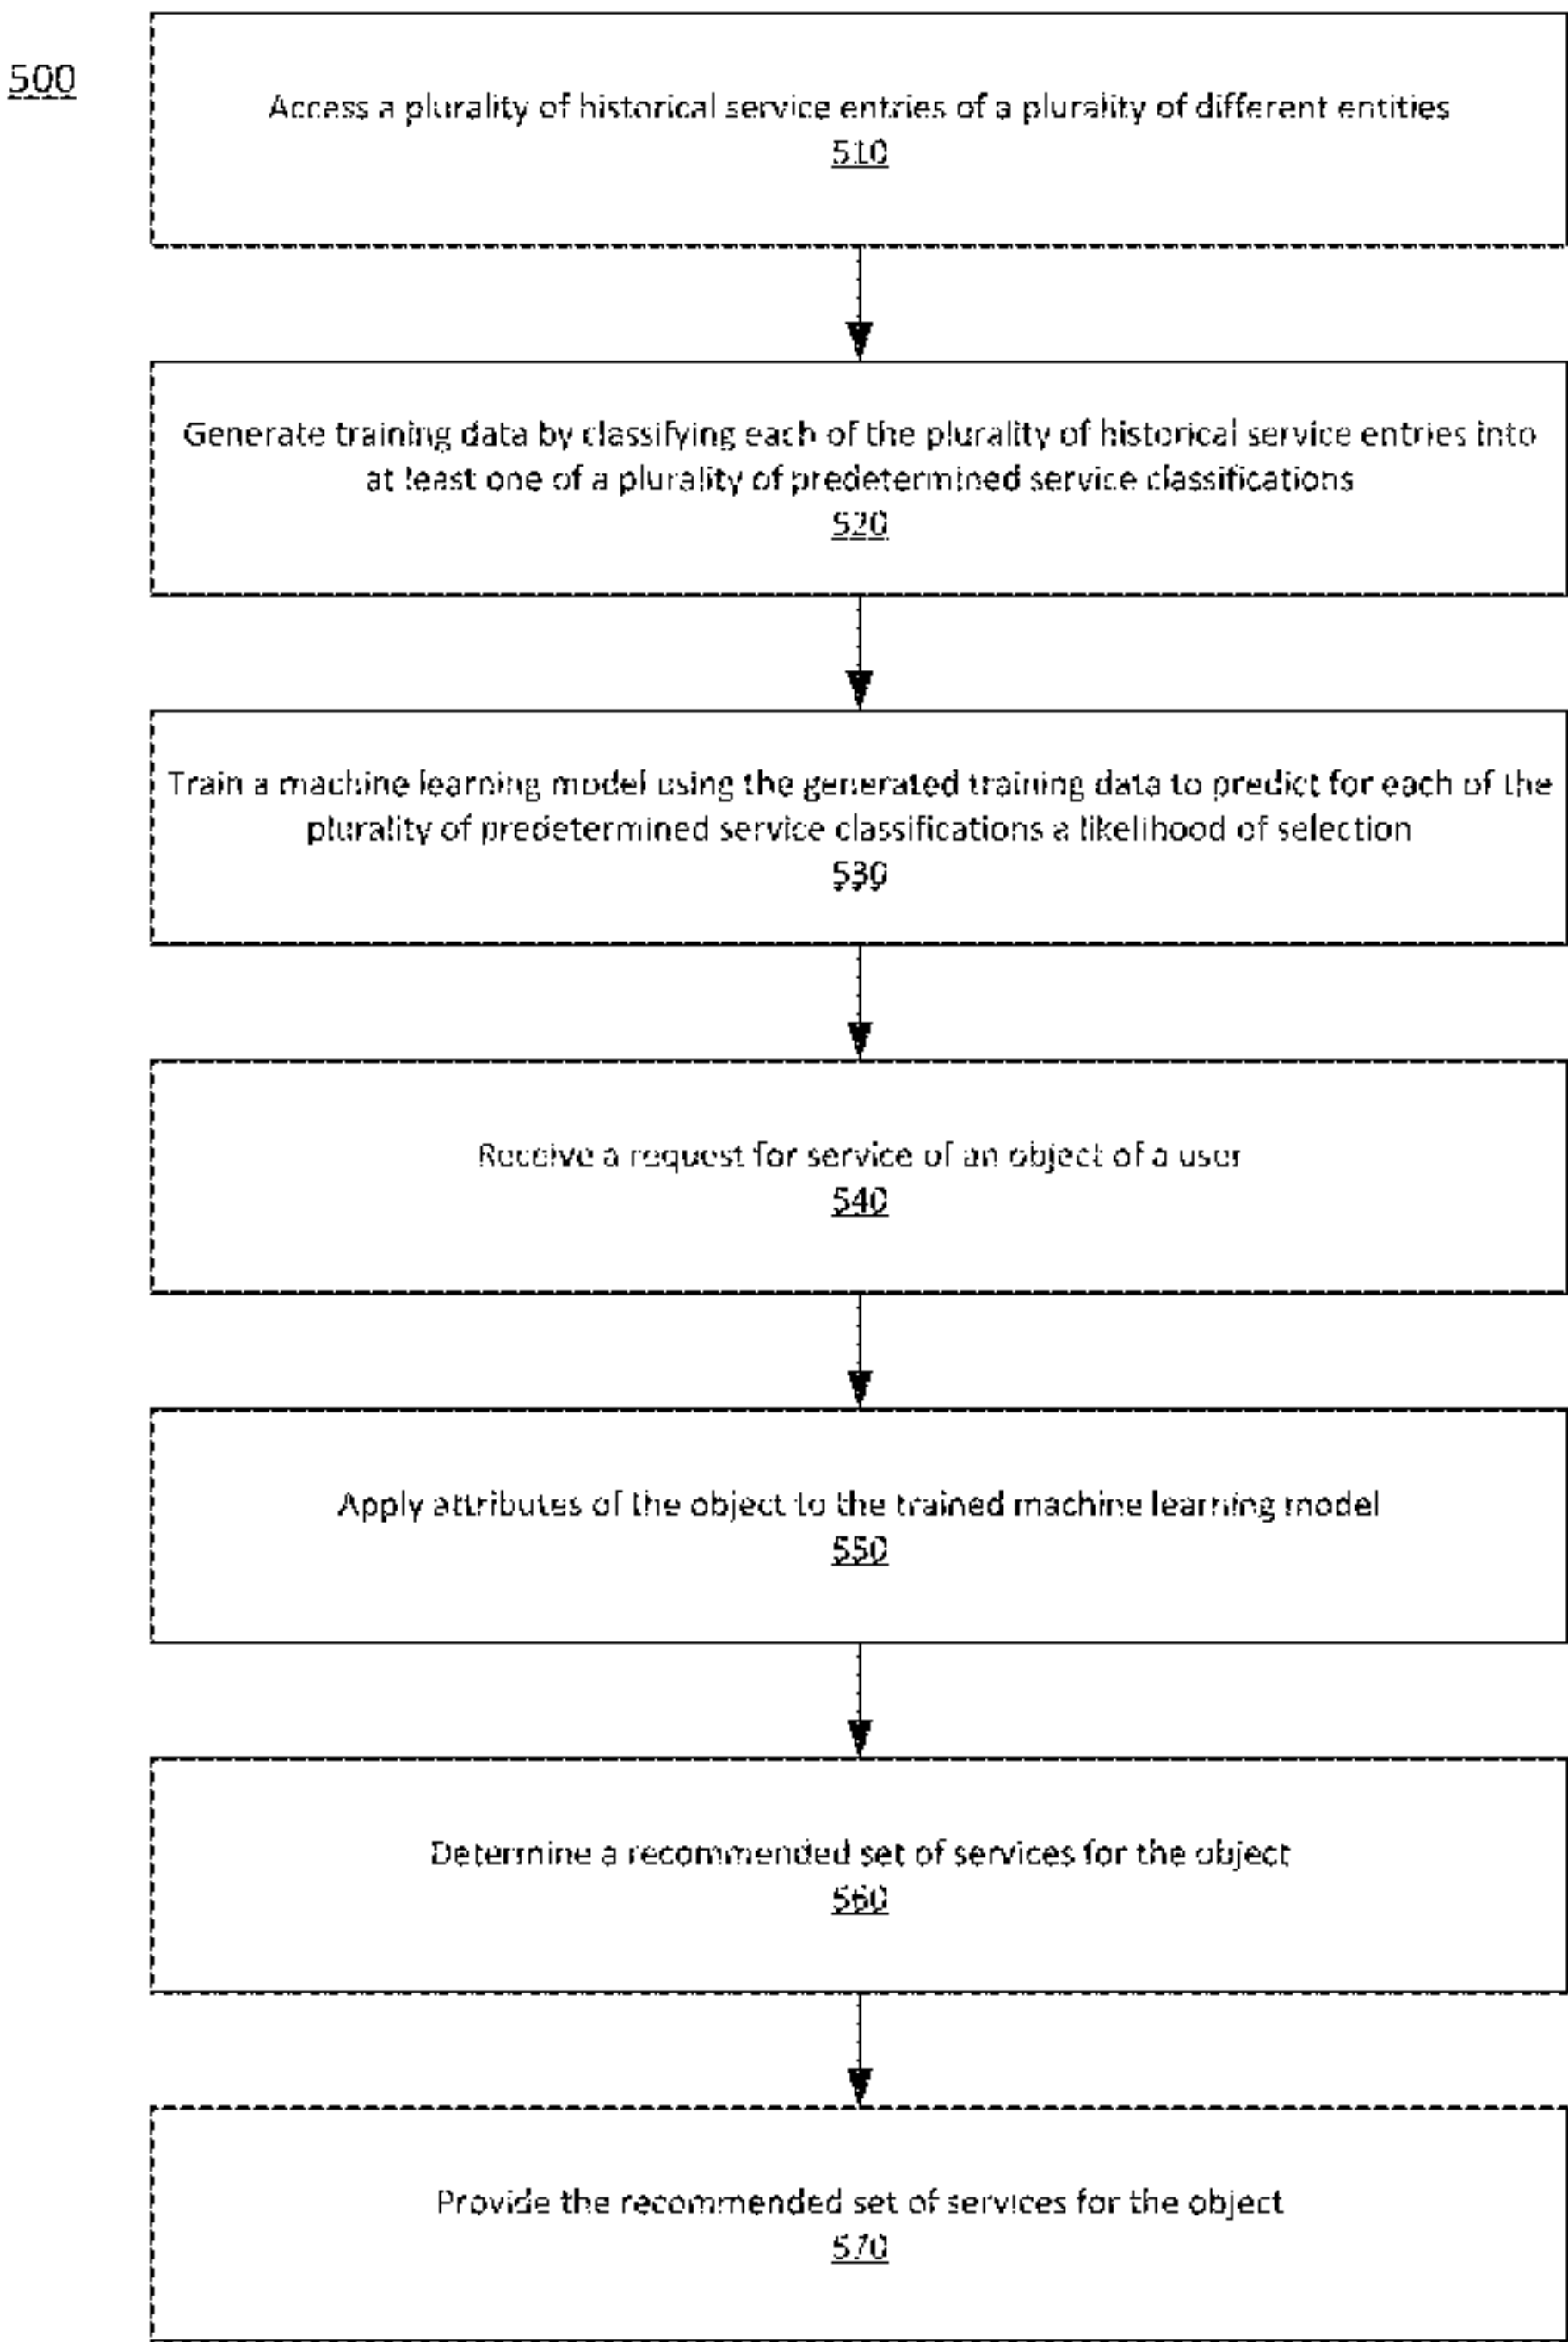 500
Access a plurality of historical service entries of a plurality of different entities
510
Generate training data by classifying each of the plurality of historical service entries into
at least one of a plurality of predetermined service classifications
520
Train a machine learning model using the generated training data to predict for each of the
plurality of predetermined service classifications a likelihood of selection
530
Receive a request for service of an object of a user
540
Apply attributes of the object to the trained machine learning model
550
Determine a recommended set of services for the object
560
Provide the recommended set of services for the object
570